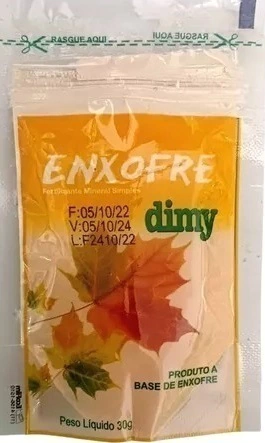 RASGUE AQUI
RASGUE AQUI
ENXOFRE
Fertilizante Mineral Simples
F:05/10/22
V:05/10/24
L:F2410/22
dimy
PRODUTO A
BASE DE ENXOFRE
Peso Líquido 30g